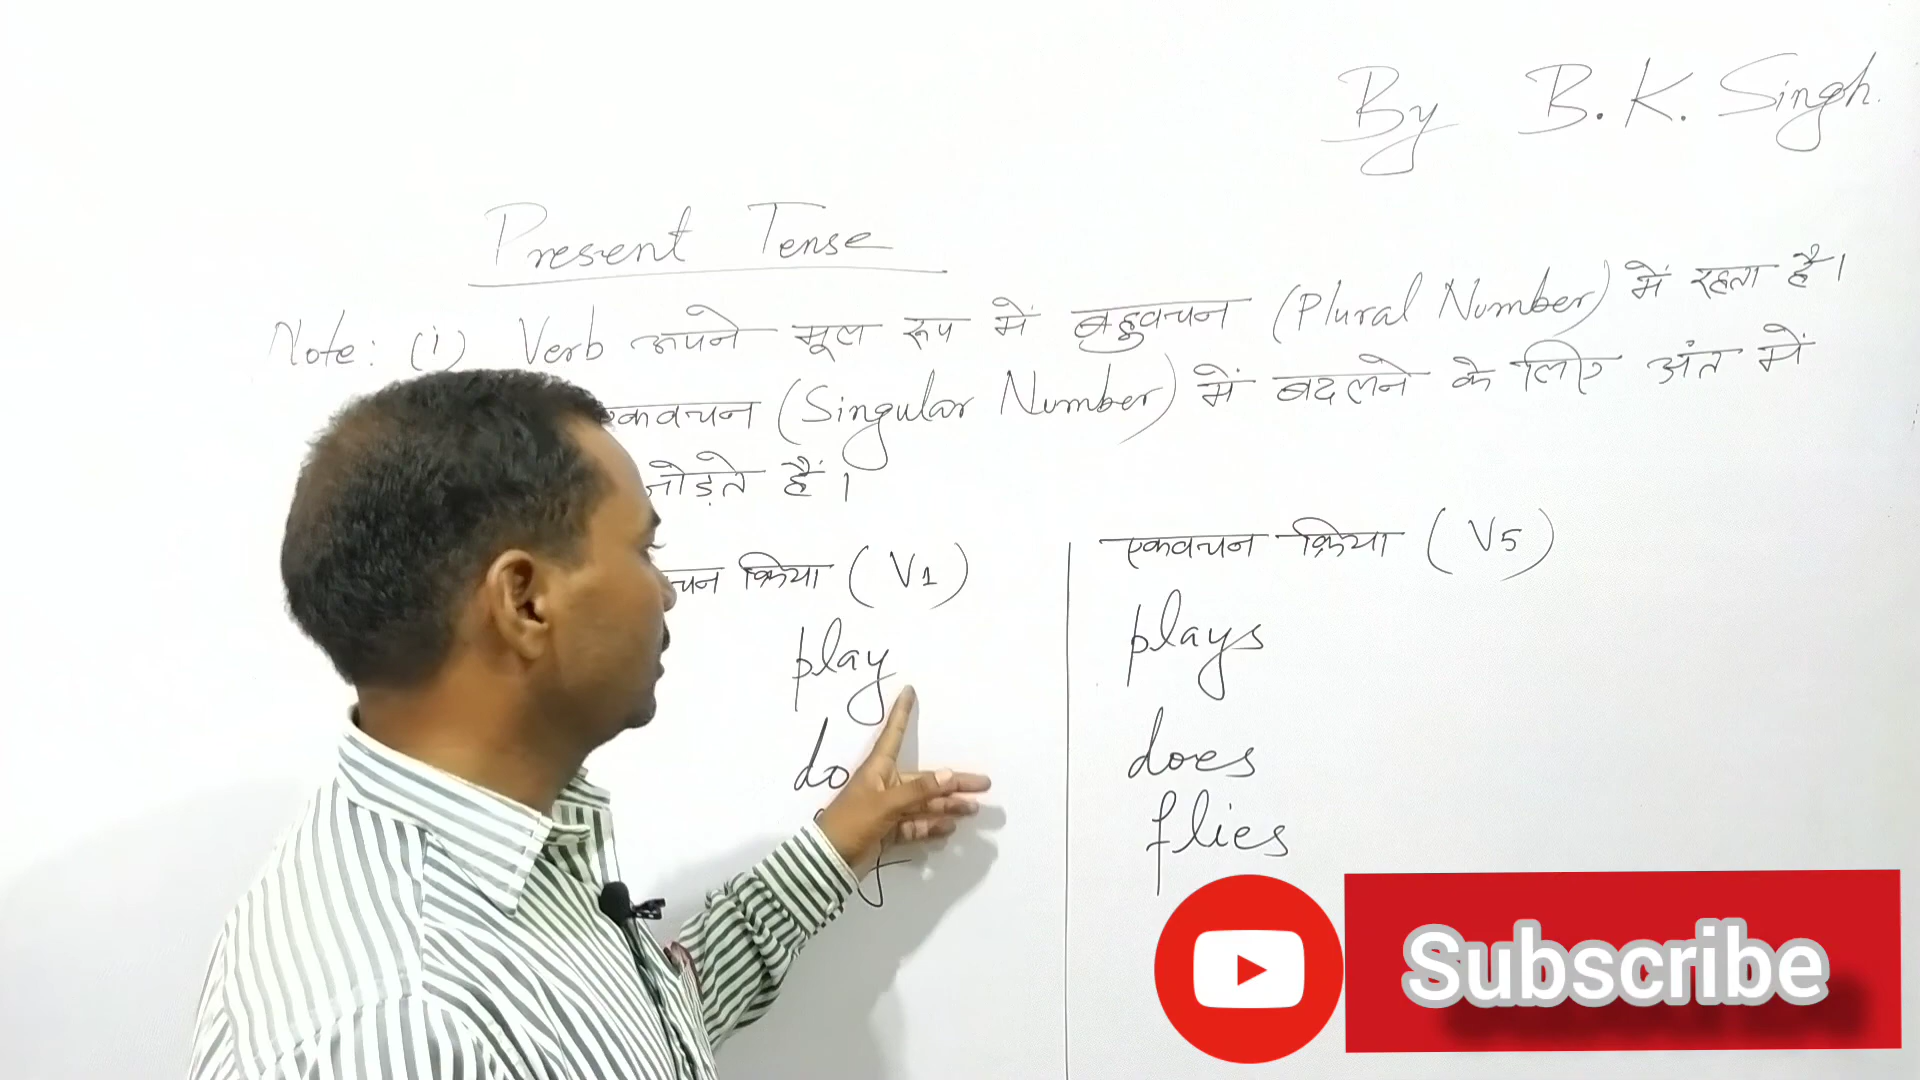 By B. K. Singh.
Present Tense
Note: (i) Verb अपने मूल रूप में बहुवचन (Plural Number) में रहता है।
एकवचन (Singular Number) में बदलने के लिए अंत में
जोड़ते हैं।
चन क्रिया (V1)
एकवचन क्रिया (V5)
play
plays
do
does
flies
Subscribe